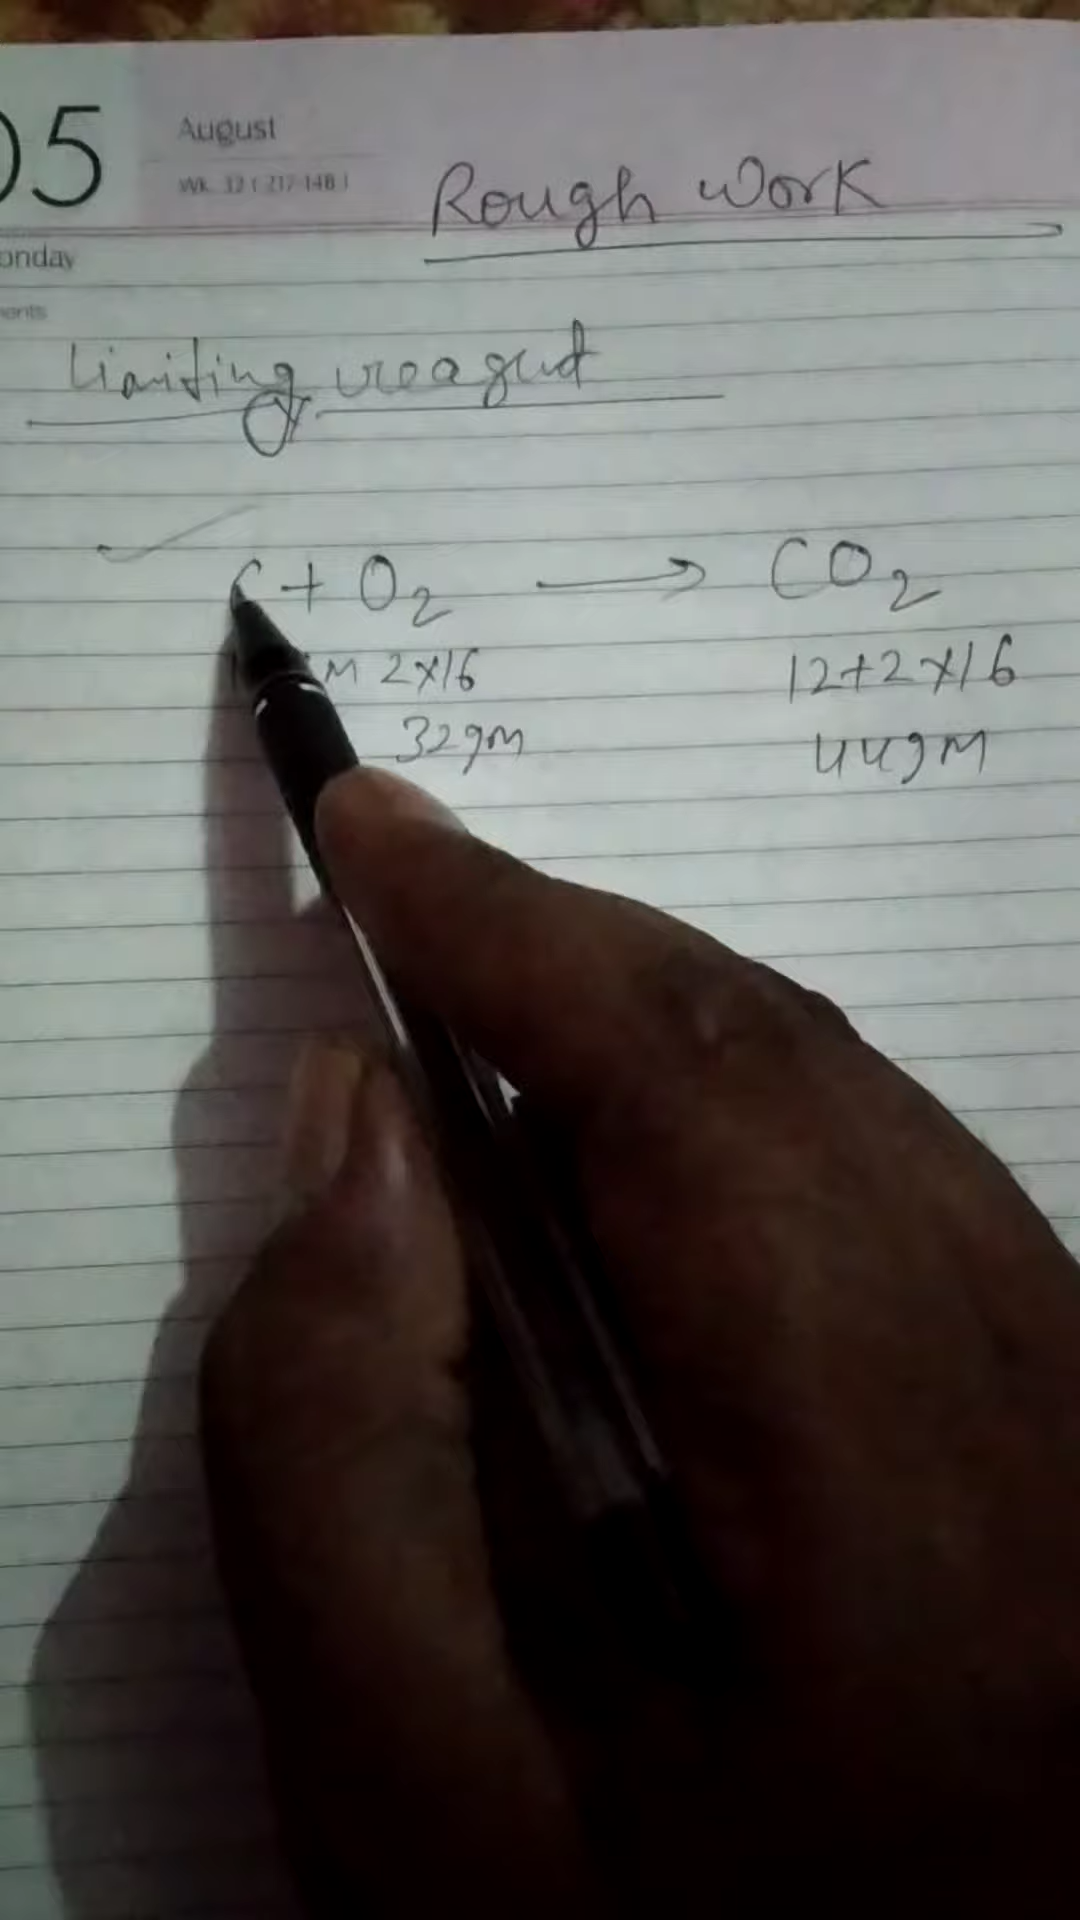 05
August
Wk 32 (217-148)
Rough Work
onday
ents
Limiting reagent
C + O2 → CO2
M 2×16 12+2×16
32gm 44gM